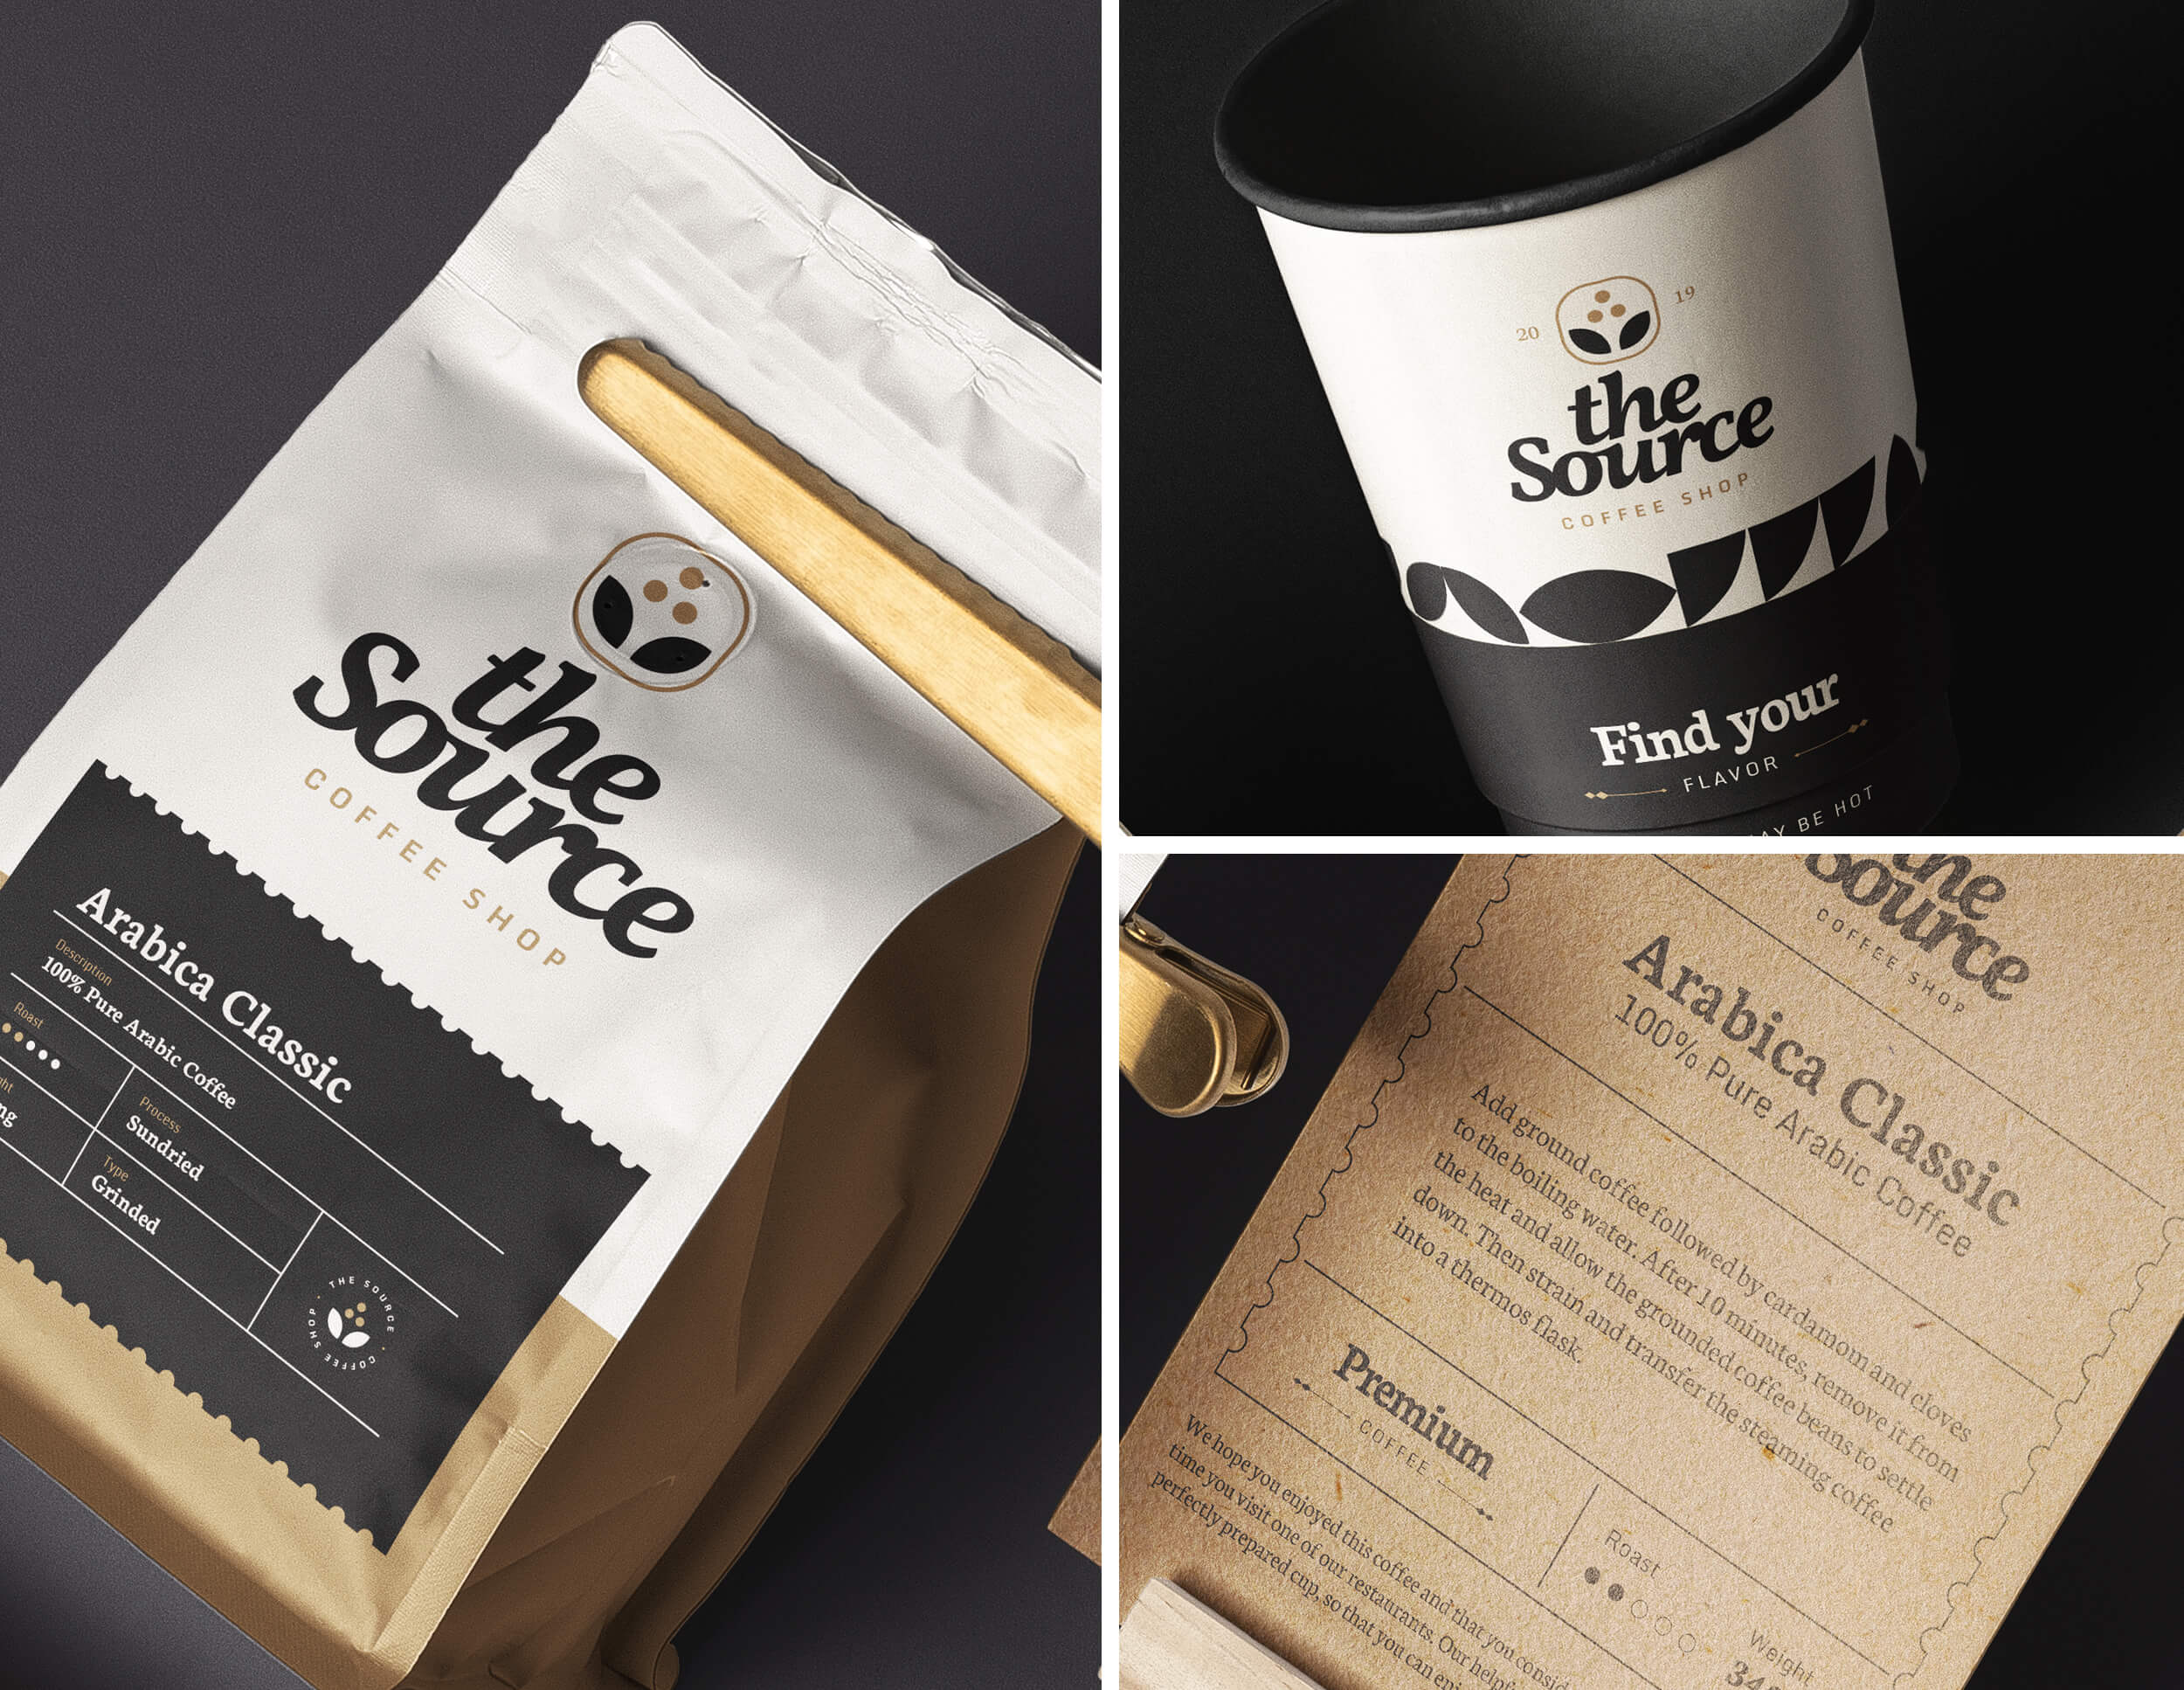 the
Source
COFFEE SHOP
Arabica Classic
Description
100% Pure Arabic Coffee
Roast
Process
Sundried
Type
Grinded
THE SOURCE · COFFEE SHOP ·
20 19
the
Source
COFFEE SHOP
Find your
FLAVOR
BE HOT
the
Source
COFFEE SHOP
Arabica Classic
100% Pure Arabic Coffee
Add ground coffee followed by cardamom and cloves
to the boiling water. After 10 minutes, remove it from
the heat and allow the grounded coffee beans to settle
down. Then strain and transfer the steaming coffee
into a thermos flask.
Premium
COFFEE
Roast
Weight
We hope you enjoyed this coffee and that you
time you visit one of our restaurants. Our
perfectly prepared cup, so that you can